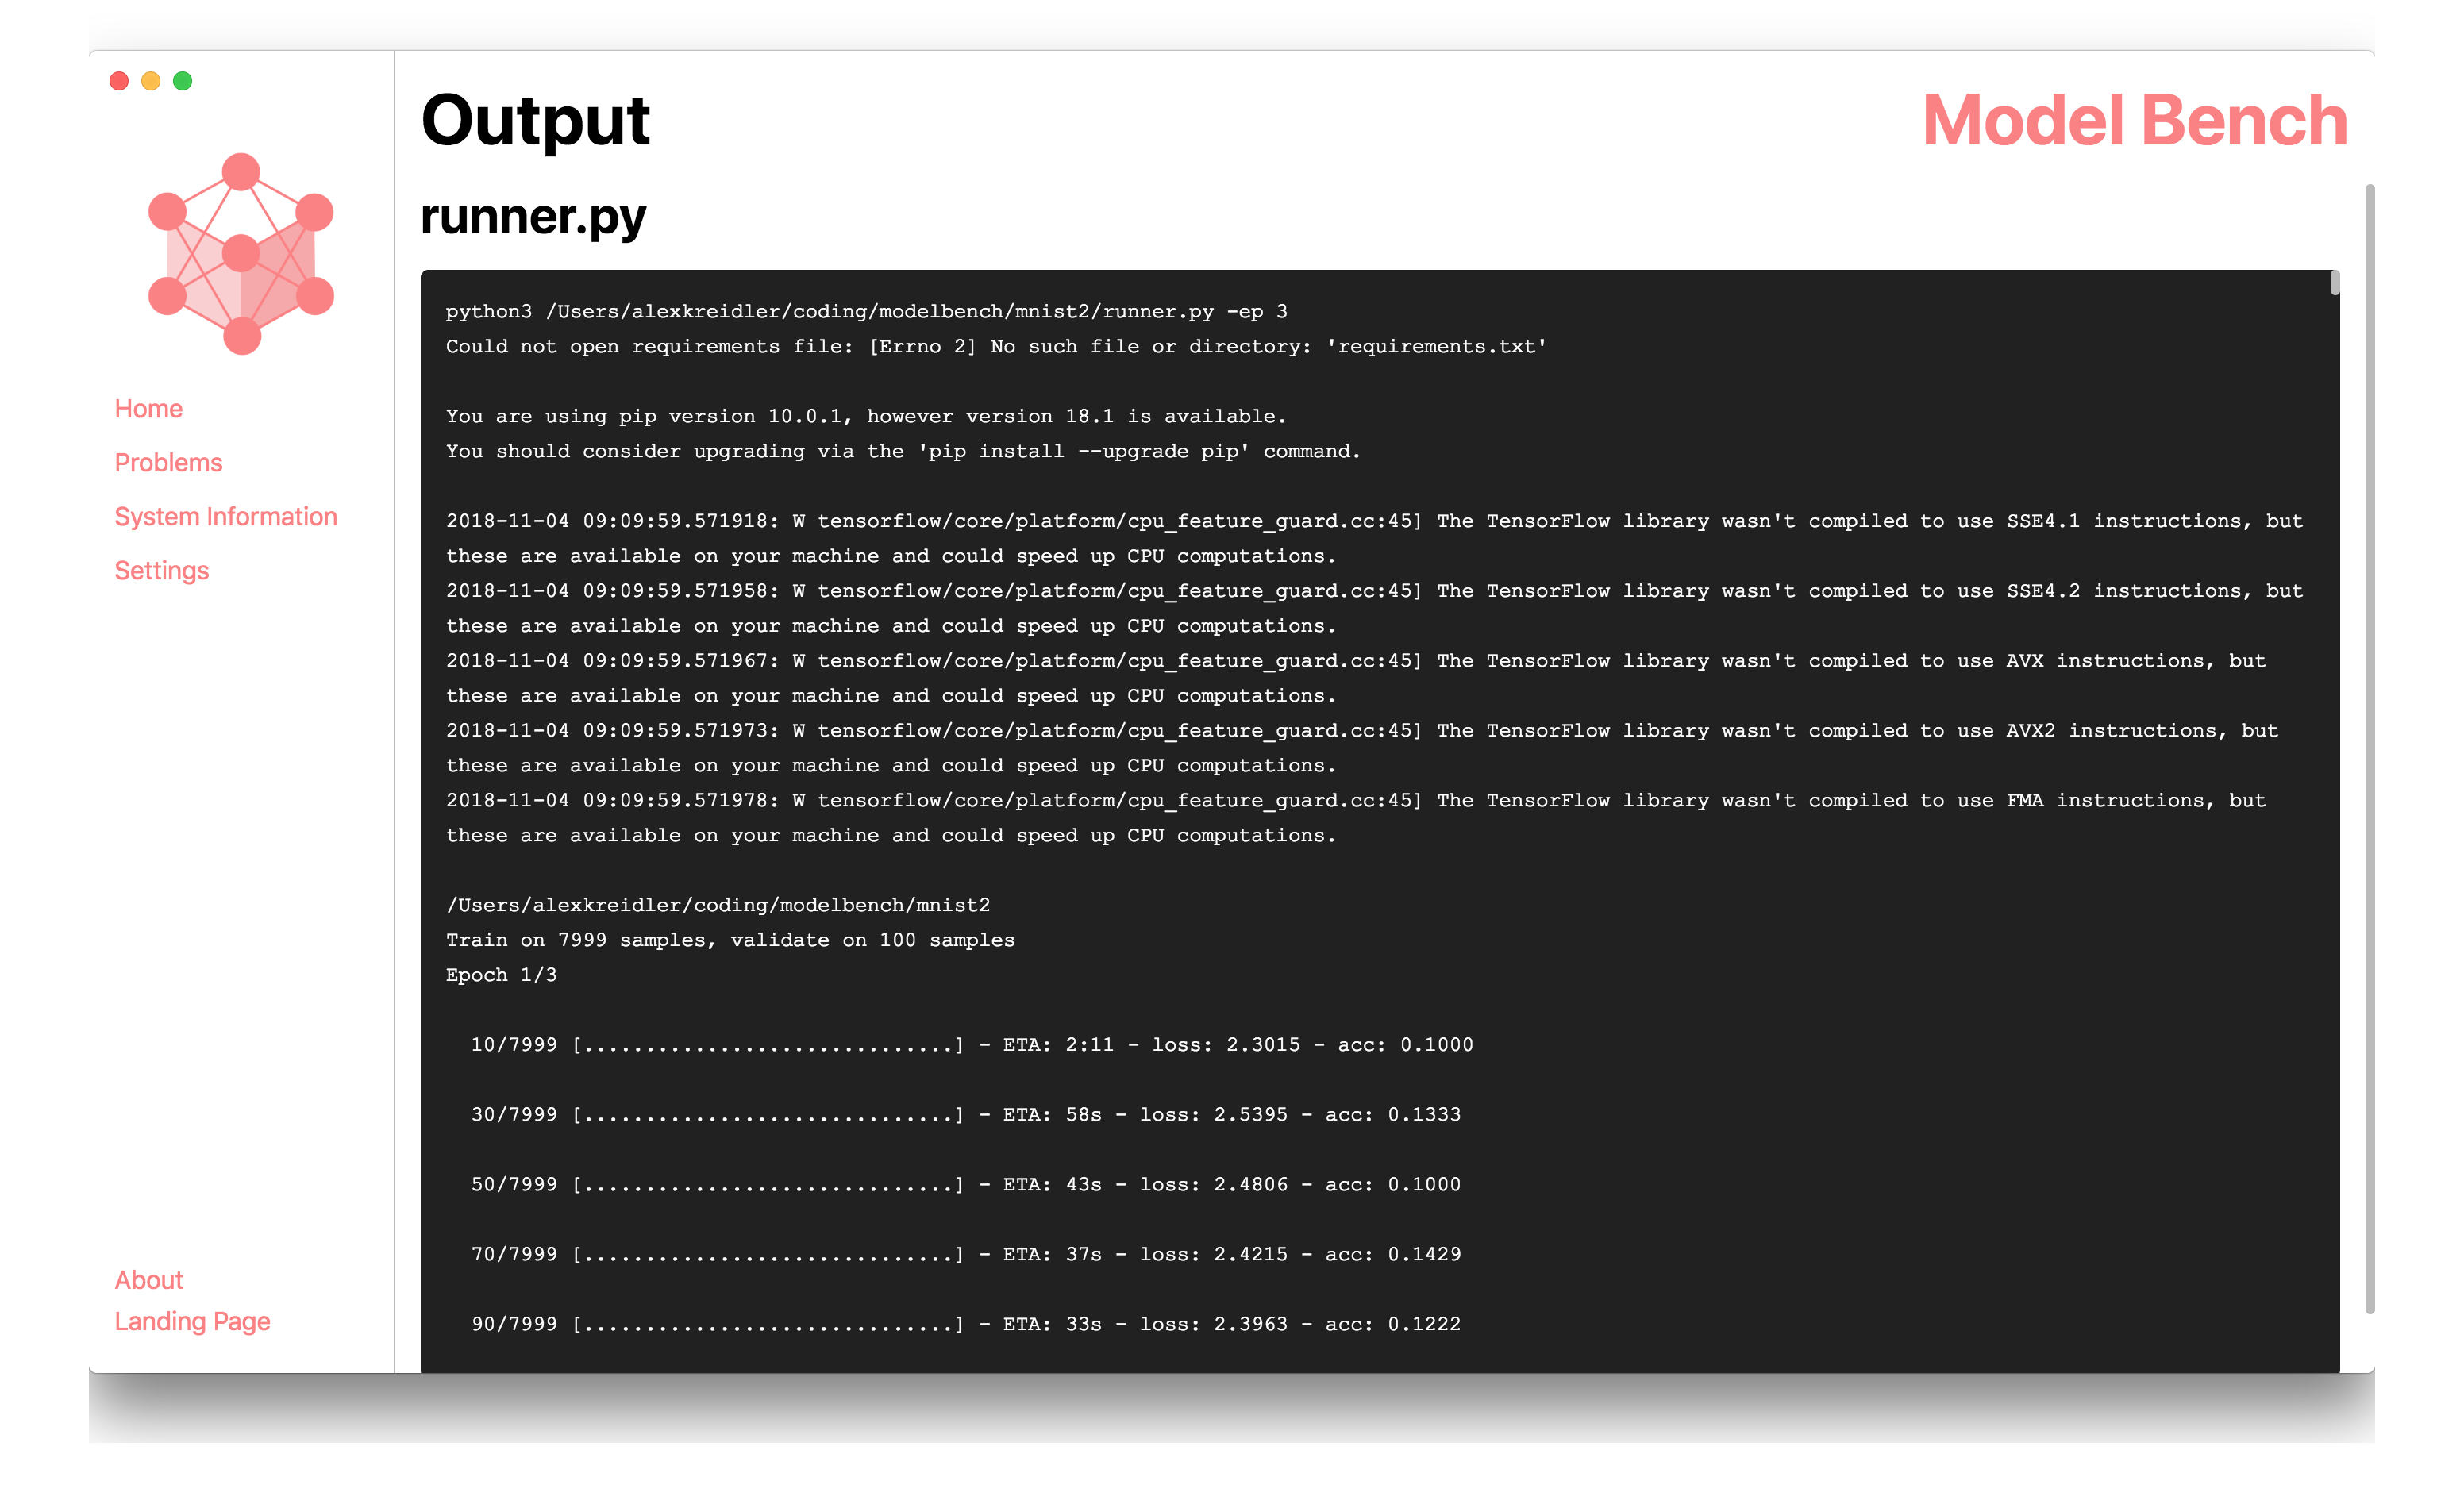 Output
Model Bench
runner.py
Home
Problems
System Information
Settings
About
Landing Page
python3 /Users/alexkreidler/coding/modelbench/mnist2/runner.py -ep 3
Could not open requirements file: [Errno 2] No such file or directory: 'requirements.txt'
You are using pip version 10.0.1, however version 18.1 is available.
You should consider upgrading via the 'pip install --upgrade pip' command.
2018-11-04 09:09:59.571918: W tensorflow/core/platform/cpu_feature_guard.cc:45] The TensorFlow library wasn't compiled to use SSE4.1 instructions, but
these are available on your machine and could speed up CPU computations.
2018-11-04 09:09:59.571958: W tensorflow/core/platform/cpu_feature_guard.cc:45] The TensorFlow library wasn't compiled to use SSE4.2 instructions, but
these are available on your machine and could speed up CPU computations.
2018-11-04 09:09:59.571967: W tensorflow/core/platform/cpu_feature_guard.cc:45] The TensorFlow library wasn't compiled to use AVX instructions, but
these are available on your machine and could speed up CPU computations.
2018-11-04 09:09:59.571973: W tensorflow/core/platform/cpu_feature_guard.cc:45] The TensorFlow library wasn't compiled to use AVX2 instructions, but
these are available on your machine and could speed up CPU computations.
2018-11-04 09:09:59.571978: W tensorflow/core/platform/cpu_feature_guard.cc:45] The TensorFlow library wasn't compiled to use FMA instructions, but
these are available on your machine and could speed up CPU computations.
/Users/alexkreidler/coding/modelbench/mnist2
Train on 7999 samples, validate on 100 samples
Epoch 1/3
10/7999 [..............................] - ETA: 2:11 - loss: 2.3015 - acc: 0.1000
30/7999 [..............................] - ETA: 58s - loss: 2.5395 - acc: 0.1333
50/7999 [..............................] - ETA: 43s - loss: 2.4806 - acc: 0.1000
70/7999 [..............................] - ETA: 37s - loss: 2.4215 - acc: 0.1429
90/7999 [..............................] - ETA: 33s - loss: 2.3963 - acc: 0.1222